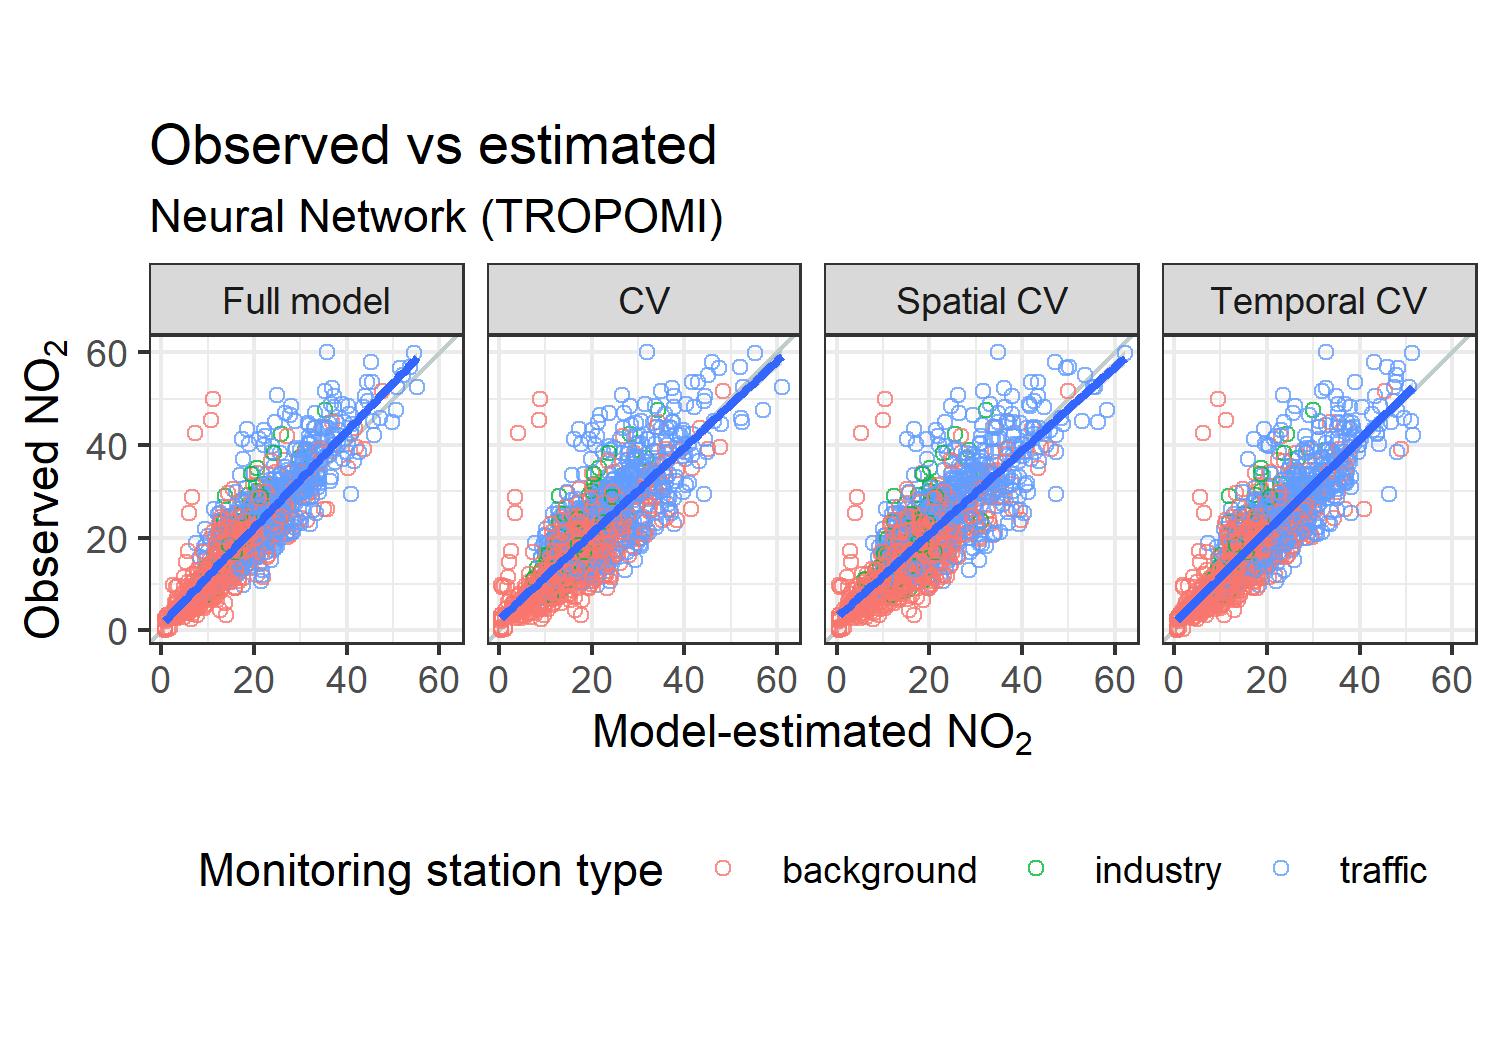 Observed vs estimated
Neural Network (TROPOMI)
Full model CV Spatial CV Temporal CV
Observed NO₂
60
40
20
0
0 20 40 60 0 20 40 60 0 20 40 60 0 20 40 60
Model-estimated NO₂
Monitoring station type background industry traffic